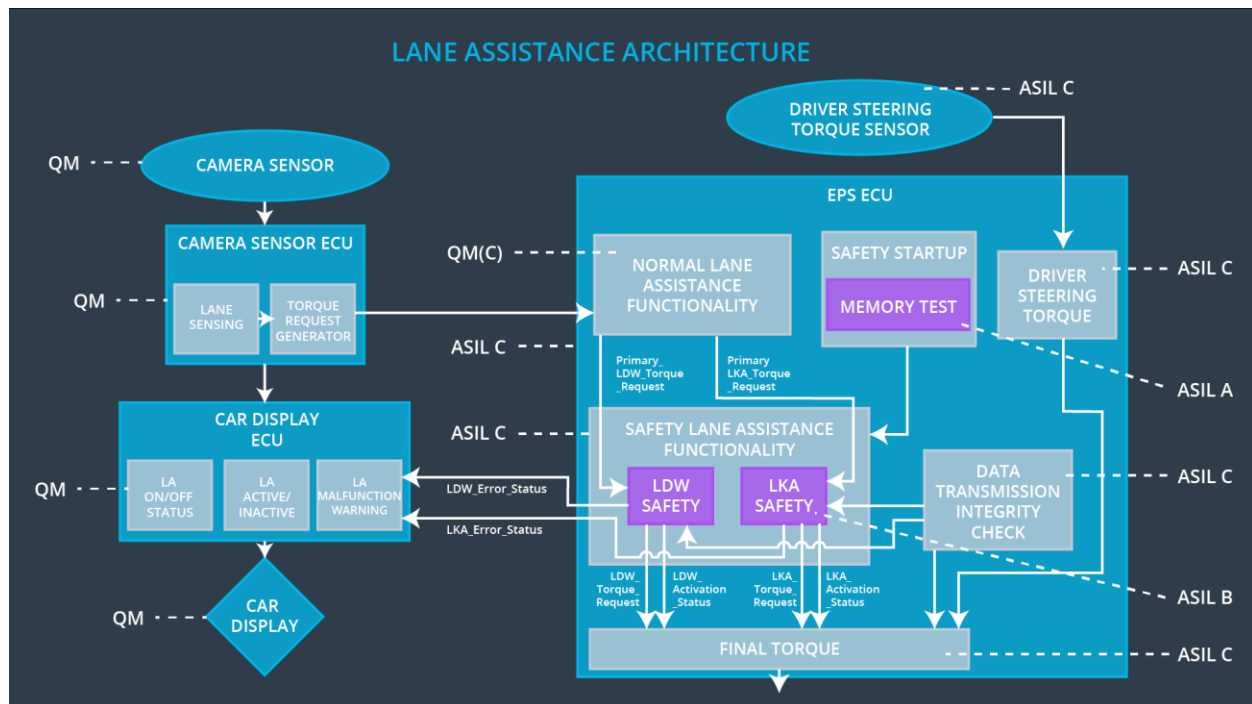 LANE ASSISTANCE ARCHITECTURE
ASIL C
DRIVER STEERING
TORQUE SENSOR
QM
CAMERA SENSOR
EPS ECU
CAMERA SENSOR ECU
QM(C)
NORMAL LANE
ASSISTANCE
FUNCTIONALITY
SAFETY STARTUP
MEMORY TEST
DRIVER
STEERING
TORQUE
ASIL C
QM
LANE
SENSING
TORQUE
REQUEST
GENERATOR
ASIL C
Primary_
LDW_Torque
_Request
Primary
LKA_Torque
_Request
ASIL A
CAR DISPLAY
ECU
ASIL C
SAFETY LANE ASSISTANCE
FUNCTIONALITY
QM
LA
ON/OFF
STATUS
LA
ACTIVE/
INACTIVE
LA
MALFUNCTION
WARNING
LDW_Error_Status
LKA_Error_Status
LDW
SAFETY
LKA
SAFETY
DATA
TRANSMISSION
INTEGRITY
CHECK
ASIL C
LDW_
Torque_
Request
LDW_
Activation
_Status
LKA_
Torque_
Request
LKA_
Activation
_Status
ASIL B
QM
CAR
DISPLAY
FINAL TORQUE
ASIL C